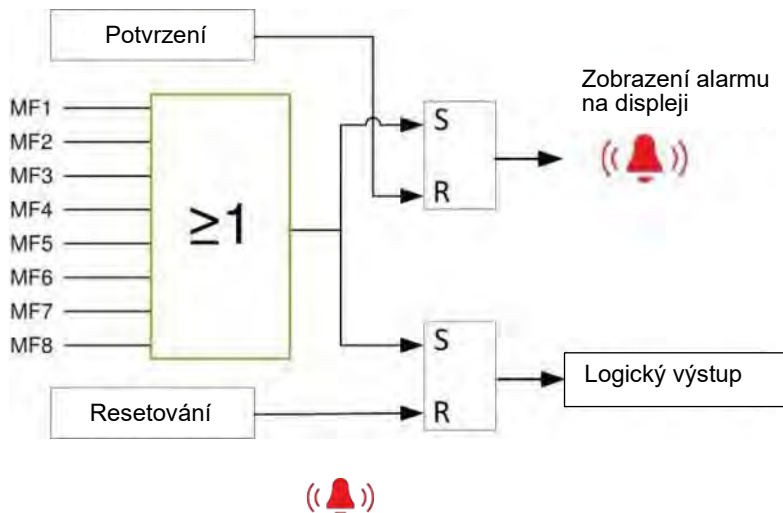 Potvrzení
Zobrazení alarmu
na displeji
MF1
MF2
MF3
MF4
MF5
MF6
MF7
MF8
≥1
S
R
S
R
Logický výstup
Resetování